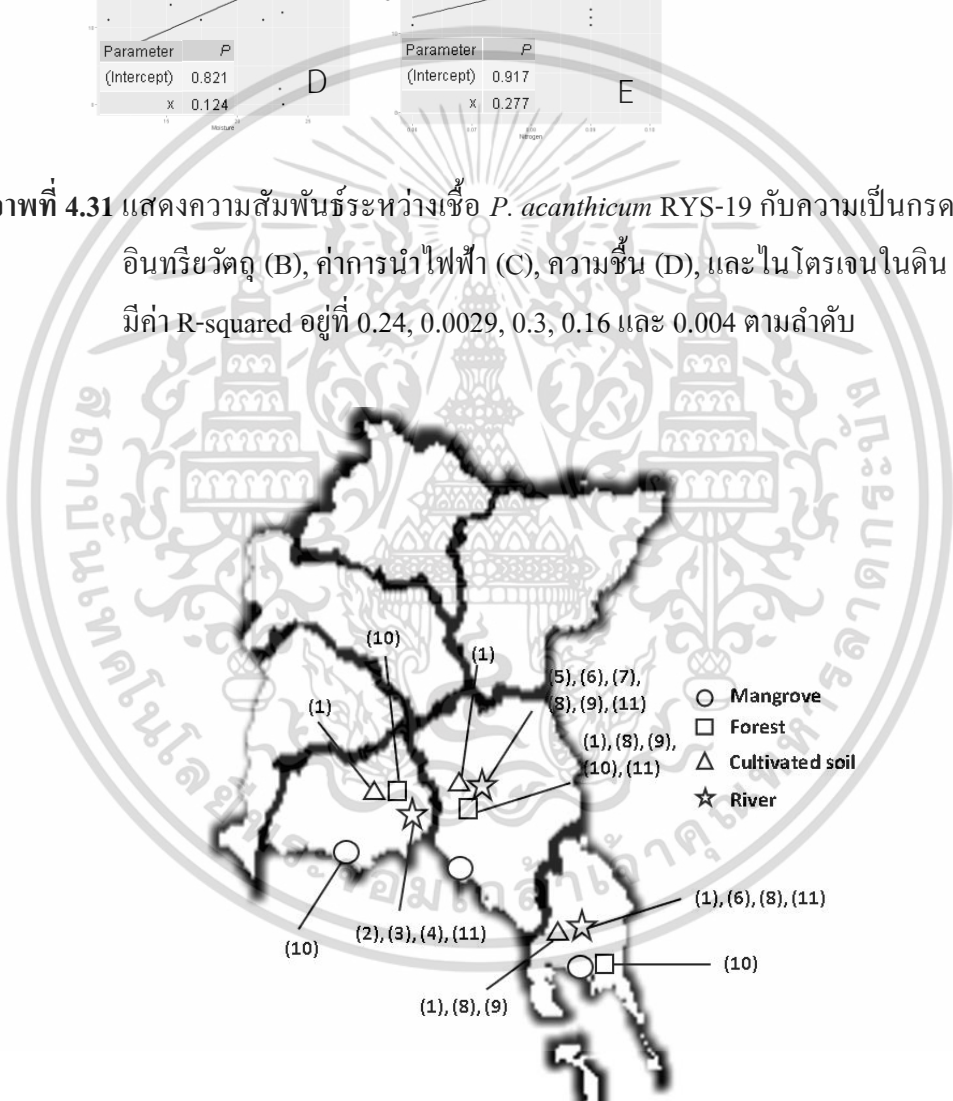 Parameter P
(Intercept) 0.821
x 0.124
D
15 20 25
Moisture
Parameter P
(Intercept) 0.917
x 0.277
E
Nitrogen
าพที่ 4.31 แสดงความสัมพันธ์ระหว่างเชื้อ P. acanthicum RYS-19 กับความเป็นกรด
อินทรียวัตถุ (B), ค่าการนำไฟฟ้า (C), ความชื้น (D), และไนโตรเจนในดิน
มีค่า R-squared อยู่ที่ 0.24, 0.0029, 0.3, 0.16 และ 0.004 ตามลำดับ
(10)
(1)
(1)
(5), (6), (7),
(8), (9), (11)
(1), (8), (9),
(10), (11)
Mangrove
Forest
Cultivated soil
River
(10)
(2), (3), (4), (11)
(1), (6), (8), (11)
(10)
(1), (8), (9)